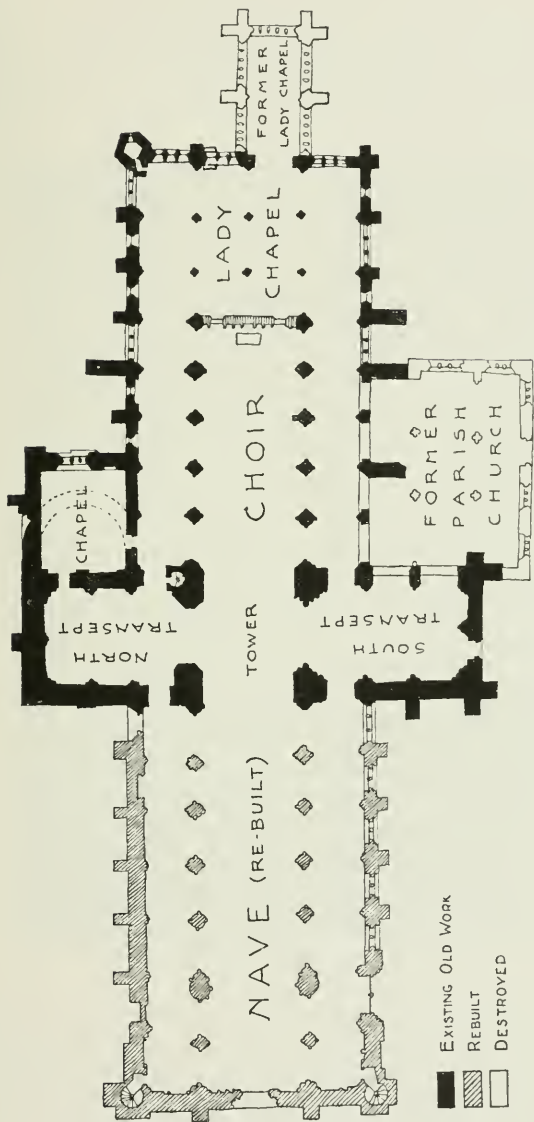 FORMER
LADY CHAPEL
LADY
CHAPEL
CHAPEL
CHOIR
FORMER
PARISH
CHURCH
NORTH
TRANSEPT
TOWER
SOUTH
TRANSEPT
NAVE (RE-BUILT)
EXISTING OLD WORK
REBUILT
DESTROYED